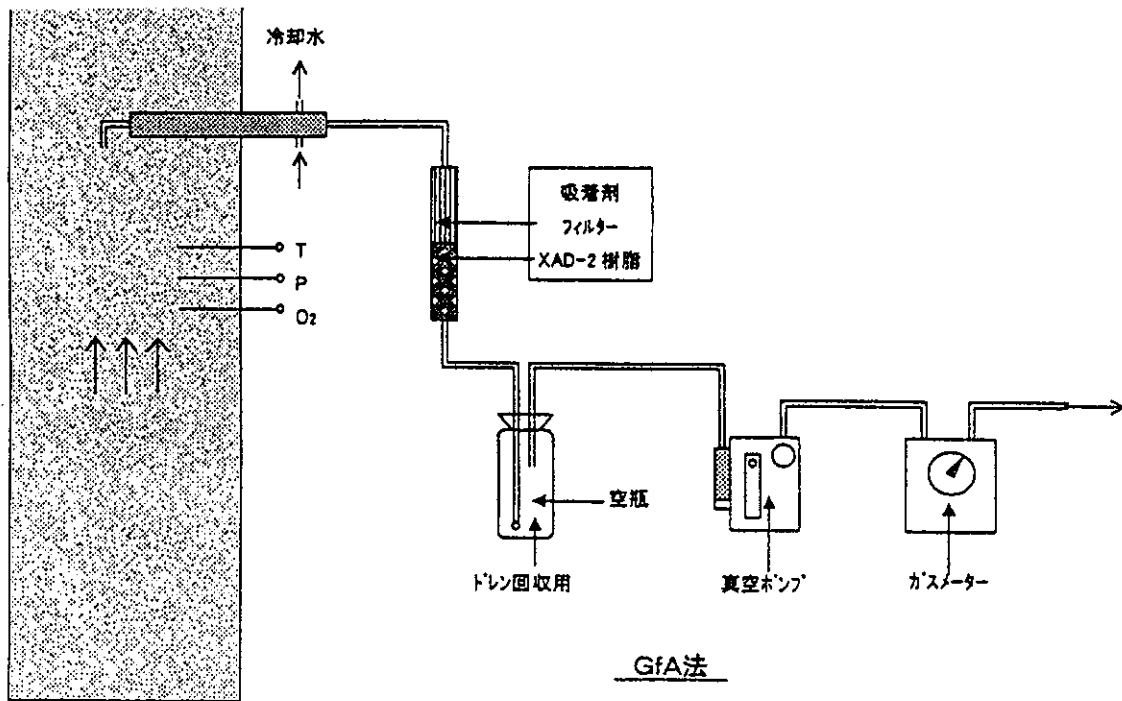 冷却水
吸着剤
フィルター
XAD-2 樹脂
T
P
O₂
空瓶
ドレン回収用
真空ポンプ
ガスメーター
GfA法